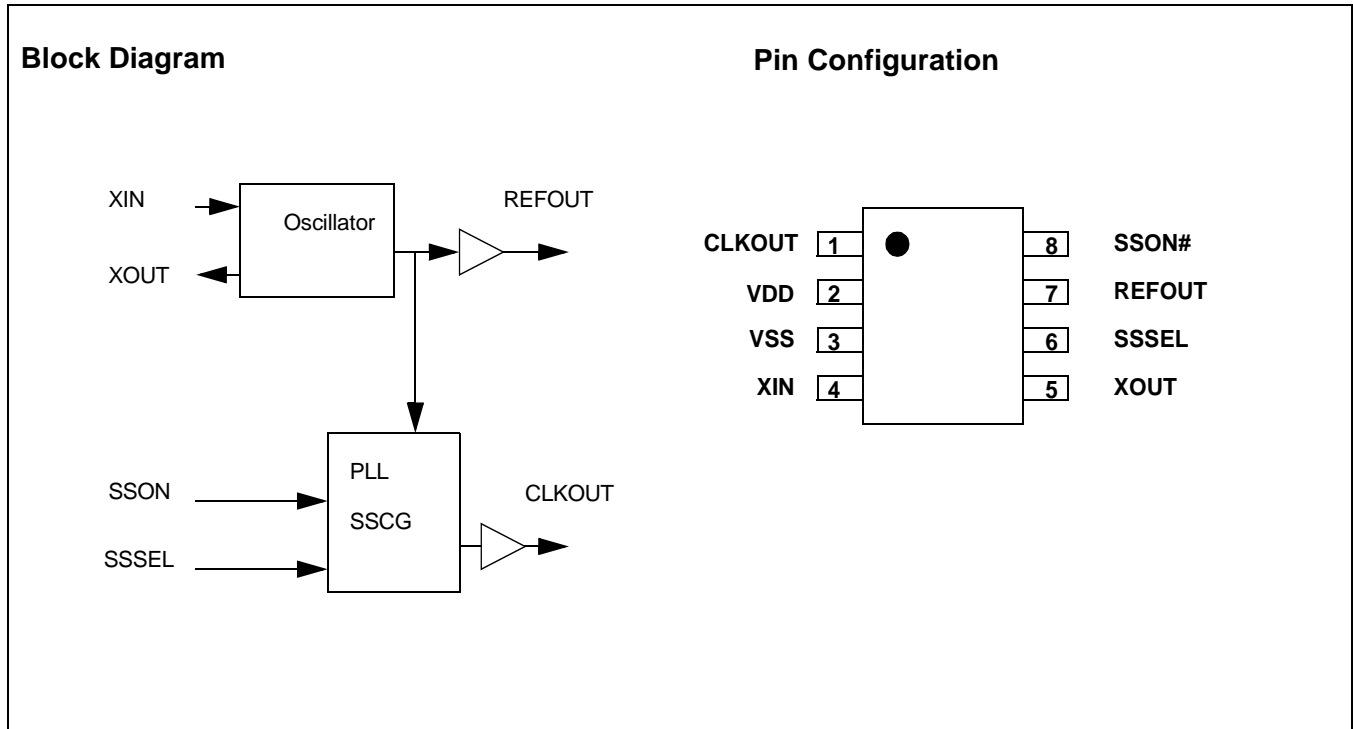 Block Diagram
XIN
XOUT
Oscillator
REFOUT
SSON
SSSEL
PLL
SSCG
CLKOUT
Pin Configuration
CLKOUT 1
VDD 2
VSS 3
XIN 4
8 SSON#
7 REFOUT
6 SSSEL
5 XOUT